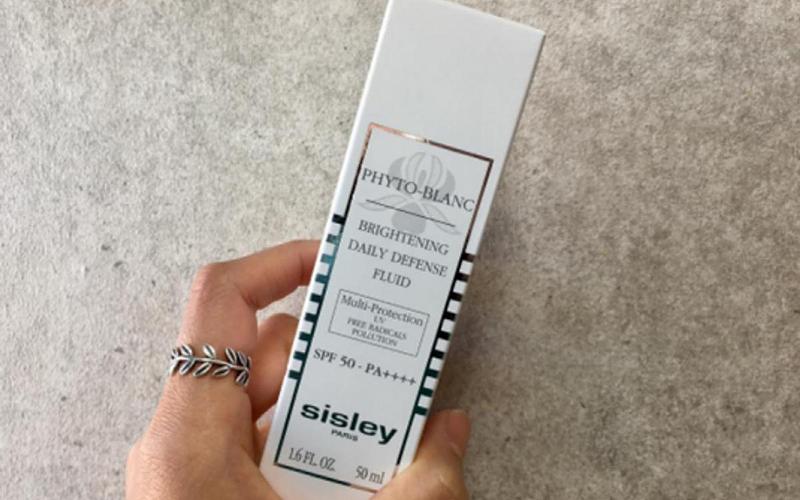 PHYTO-BLANC
BRIGHTENING
DAILY DEFENSE
FLUID
Multi-Protection
UV
FREE RADICALS
POLLUTION
SPF 50 - PA++++
sisley
PARIS
1.6 FL. OZ. 50 ml